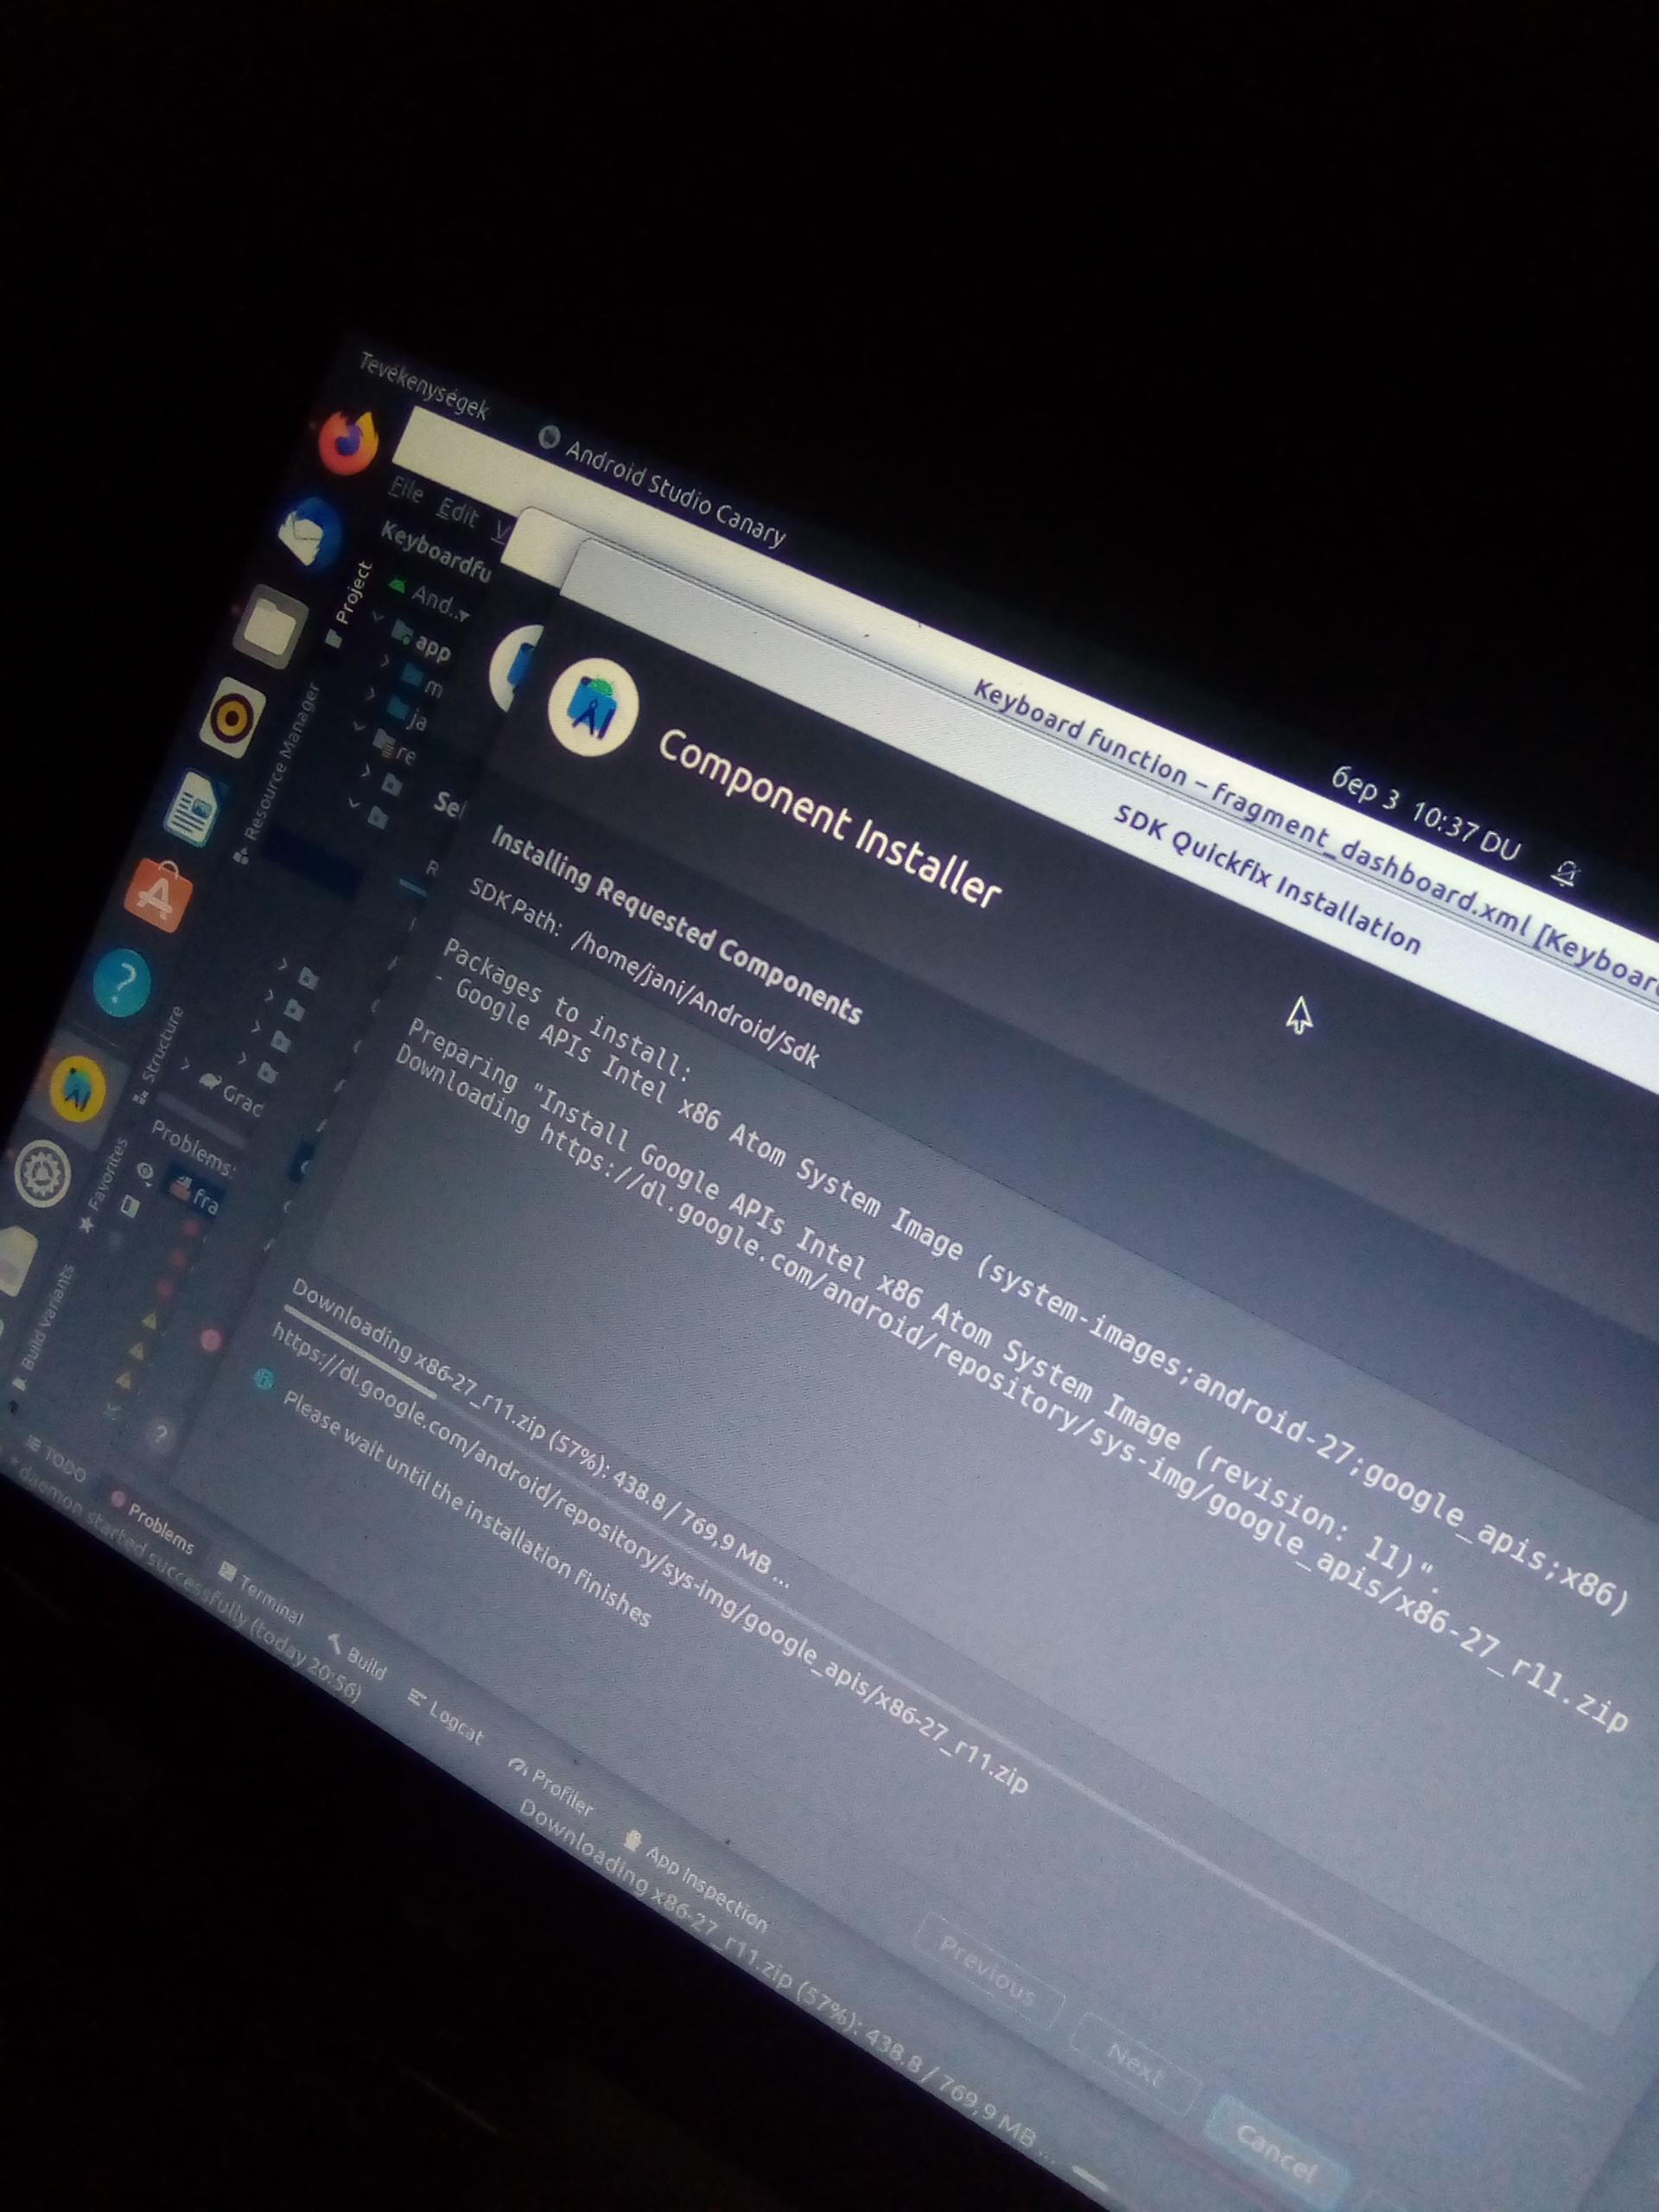 Tevékenységek
Android Studio Canary
бер 3 10:37 DU
Keyboard function – fragment_dashboard.xml [Keyboard
File Edit V
SDK Quickfix Installation
Keyboardfu
And..
app
m
ja
re
Grac
Project
Resource Manager
Structure
Favorites
Build Variants
Component Installer
Sel
R
Installing Requested Components
SDK Path: /home/jani/Android/Sdk
Packages to install:
- Google APIs Intel x86 Atom System Image (system-images;android-27;google_apis;x86)
Preparing "Install Google APIs Intel x86 Atom System Image (revision: 11)".
Downloading https://dl.google.com/android/repository/sys-img/google_apis/x86-27_r11.zip
Problems:
fra
Downloading x86-27_r11.zip (57%): 438.8 / 769,9 MB ...
https://dl.google.com/android/repository/sys-img/google_apis/x86-27_r11.zip
Please wait until the installation finishes
Previous
Next
Cancel
?
TODO
Problems
Terminal
Build
Logcat
Profiler
App Inspection
* daemon started successfully (today 20:56)
Downloading x86-27_r11.zip (57%): 438.8 / 769,9 MB ...